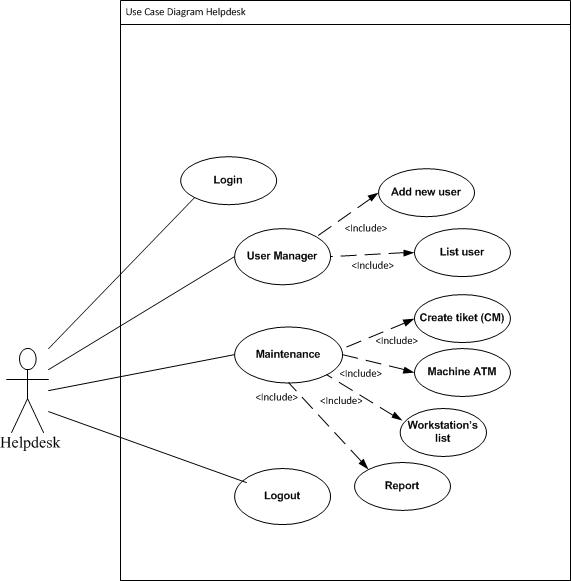 Use Case Diagram Helpdesk
Login
Add new user
<Include>
User Manager
List user
<Include>
Create tiket (CM)
<Include>
Maintenance
Machine ATM
<Include>
<Include>
<Include>
Workstation's
list
Report
Logout
Helpdesk